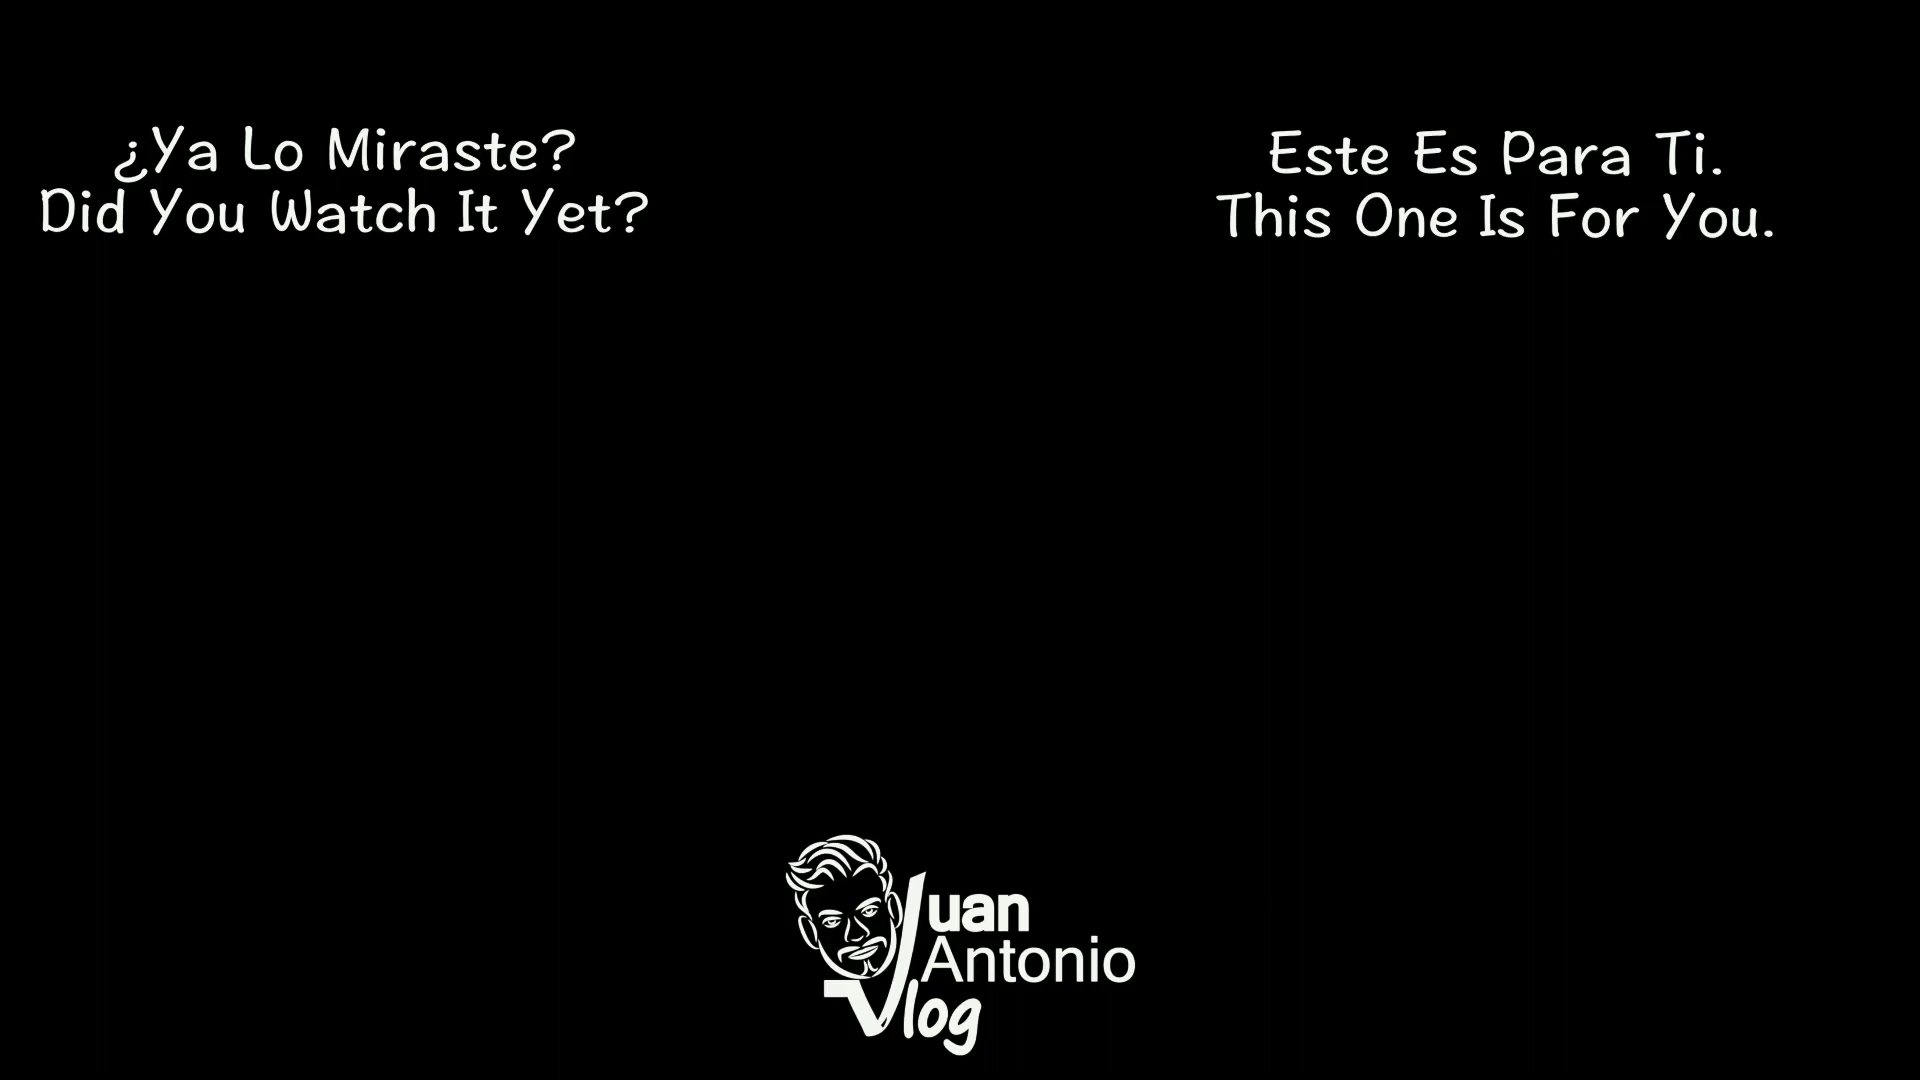 ¿Ya Lo Miraste?
Did You Watch It Yet?
Este Es Para Ti.
This One Is For You.
Juan
Antonio
Vlog